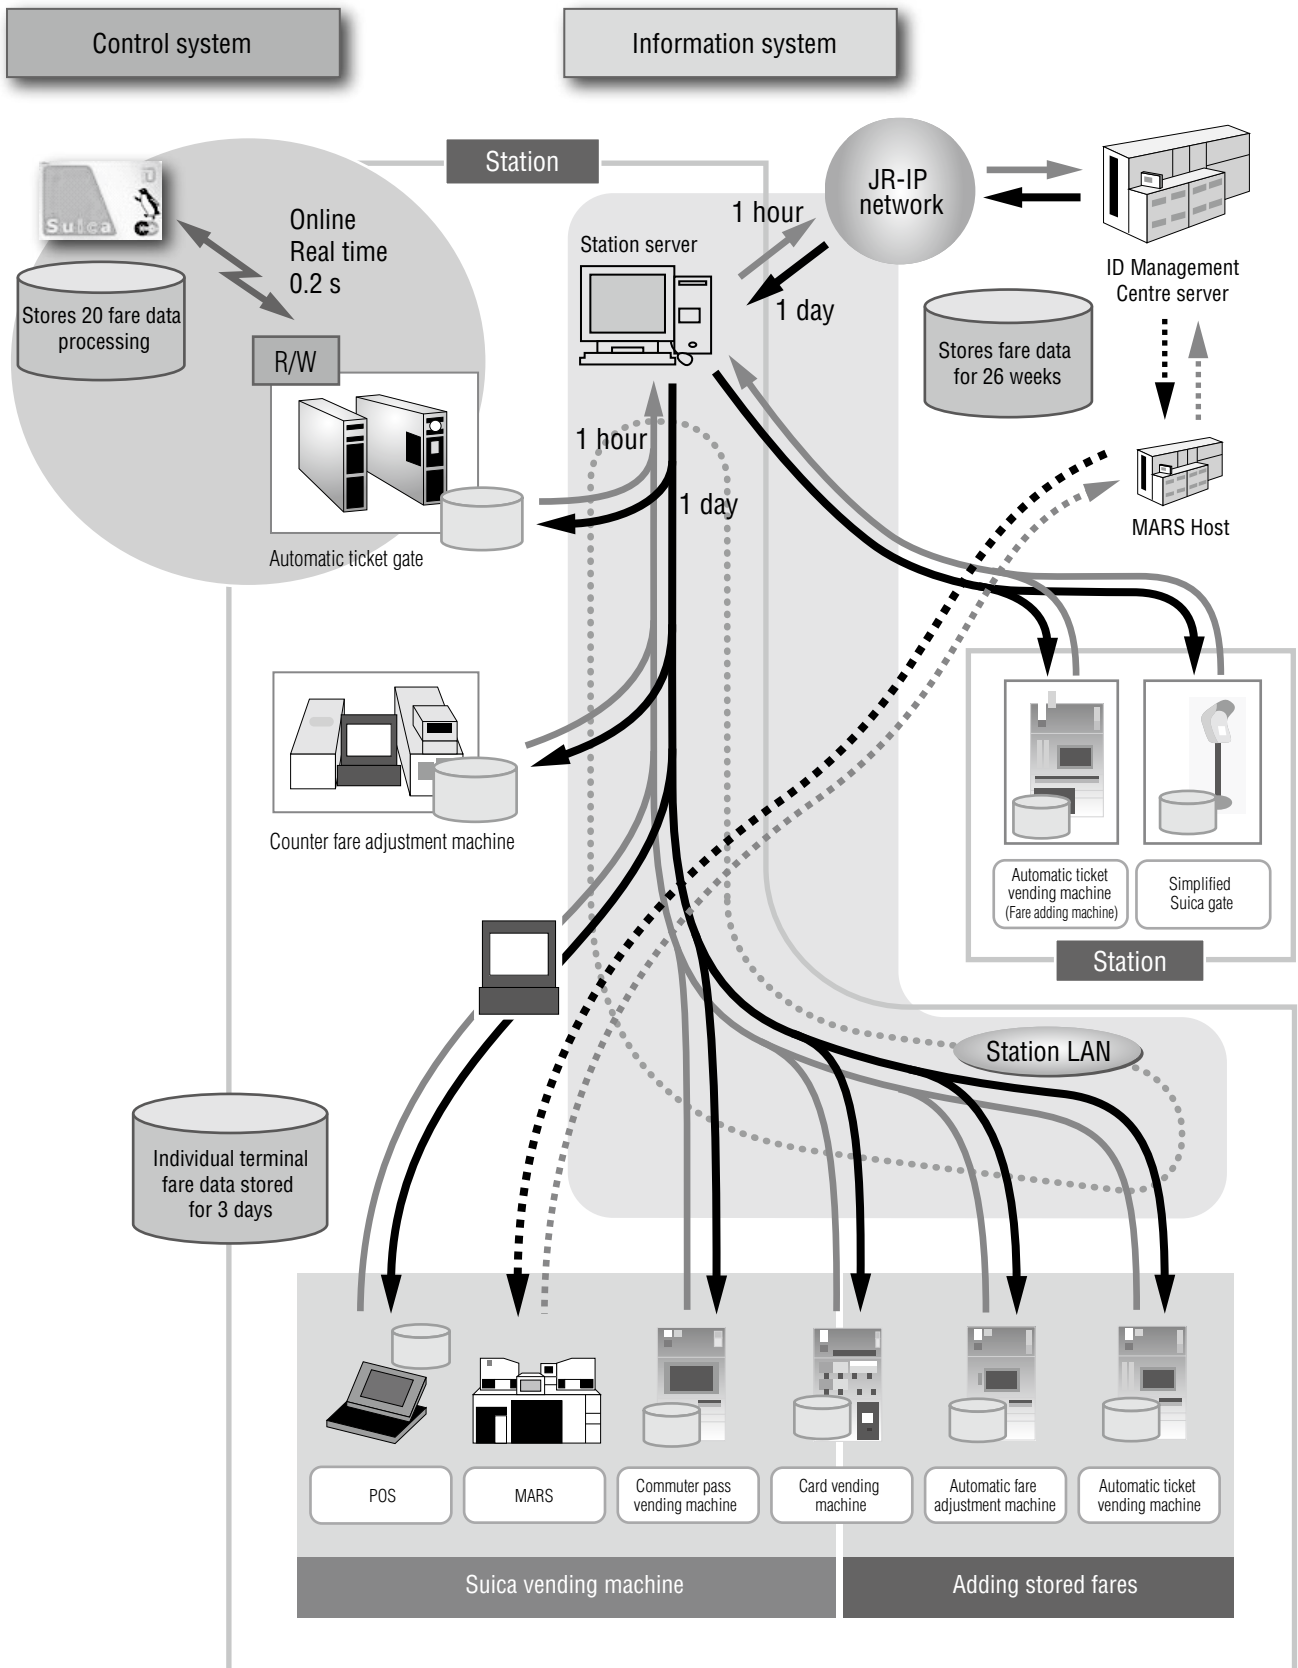 Control system
Information system
Station
Suica
Online
Real time
0.2 s
Stores 20 fare data
processing
R/W
Automatic ticket gate
Station server
1 hour
1 day
JR-IP
network
ID Management
Centre server
Stores fare data
for 26 weeks
MARS Host
1 hour
1 day
Counter fare adjustment machine
Automatic ticket
vending machine
(Fare adding machine)
Simplified
Suica gate
Station
Station LAN
Individual terminal
fare data stored
for 3 days
POS
MARS
Commuter pass
vending machine
Card vending
machine
Automatic fare
adjustment machine
Automatic ticket
vending machine
Suica vending machine
Adding stored fares